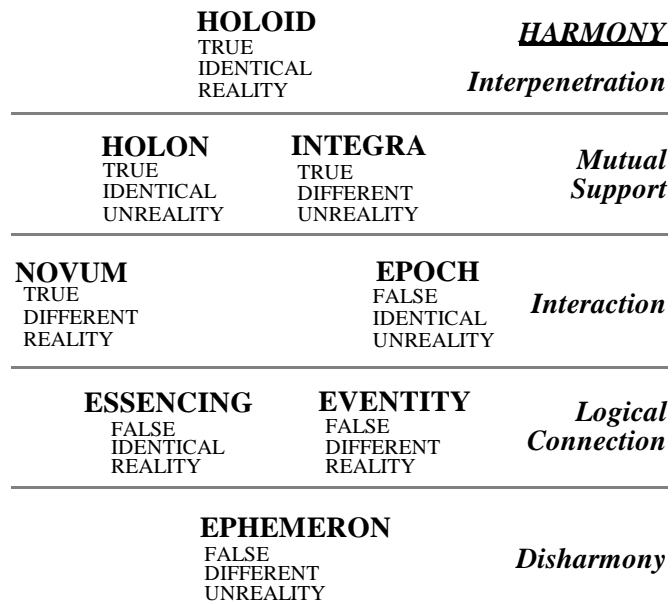 HOLOID
TRUE
IDENTICAL
REALITY
HARMONY
Interpenetration
HOLON
TRUE
IDENTICAL
UNREALITY
INTEGRA
TRUE
DIFFERENT
UNREALITY
Mutual
Support
NOVUM
TRUE
DIFFERENT
REALITY
EPOCH
FALSE
IDENTICAL
UNREALITY
Interaction
ESSENCING
FALSE
IDENTICAL
REALITY
EVENTITY
FALSE
DIFFERENT
REALITY
Logical
Connection
EPHEMERON
FALSE
DIFFERENT
UNREALITY
Disharmony